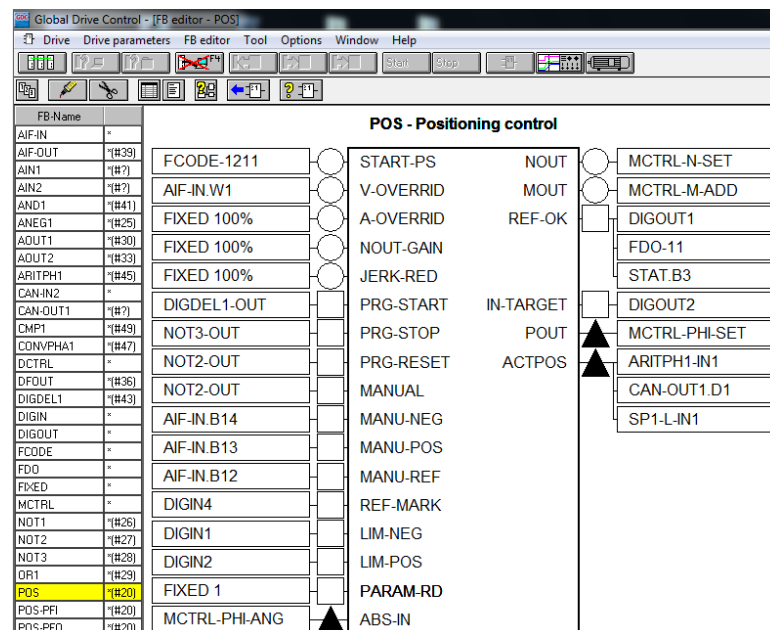 Global Drive Control - [FB editor - POS]
Drive Drive parameters FB editor Tool Options Window Help
F4 Start Stop
FB-Name
AIF-IN *
AIF-OUT *(#39)
AIN1 *(#?)
AIN2 *(#?)
AND1 *(#41)
ANEG1 *(#25)
AOUT1 *(#30)
AOUT2 *(#33)
ARITPH1 *(#45)
CAN-IN2 *
CAN-OUT1 *(#?)
CMP1 *(#49)
CONVPHA1 *(#47)
DCTRL *
DFOUT *(#36)
DIGDEL1 *(#43)
DIGIN *
DIGOUT *
FCODE *
FDO *
FIXED *
MCTRL *
NOT1 *(#26)
NOT2 *(#27)
NOT3 *(#28)
OR1 *(#29)
POS *(#20)
POS-PFI *(#20)
POS-PFO *(#20)
POS - Positioning control
FCODE-1211 START-PS NOUT MCTRL-N-SET
AIF-IN.W1 V-OVERRID MOUT MCTRL-M-ADD
FIXED 100% A-OVERRID REF-OK DIGOUT1
FIXED 100% NOUT-GAIN FDO-11
FIXED 100% JERK-RED STAT.B3
DIGDEL1-OUT PRG-START IN-TARGET DIGOUT2
NOT3-OUT PRG-STOP POUT MCTRL-PHI-SET
NOT2-OUT PRG-RESET ACTPOS ARITPH1-IN1
NOT2-OUT MANUAL CAN-OUT1.D1
AIF-IN.B14 MANU-NEG SP1-L-IN1
AIF-IN.B13 MANU-POS
AIF-IN.B12 MANU-REF
DIGIN4 REF-MARK
DIGIN1 LIM-NEG
DIGIN2 LIM-POS
FIXED 1 PARAM-RD
MCTRL-PHI-ANG ABS-IN